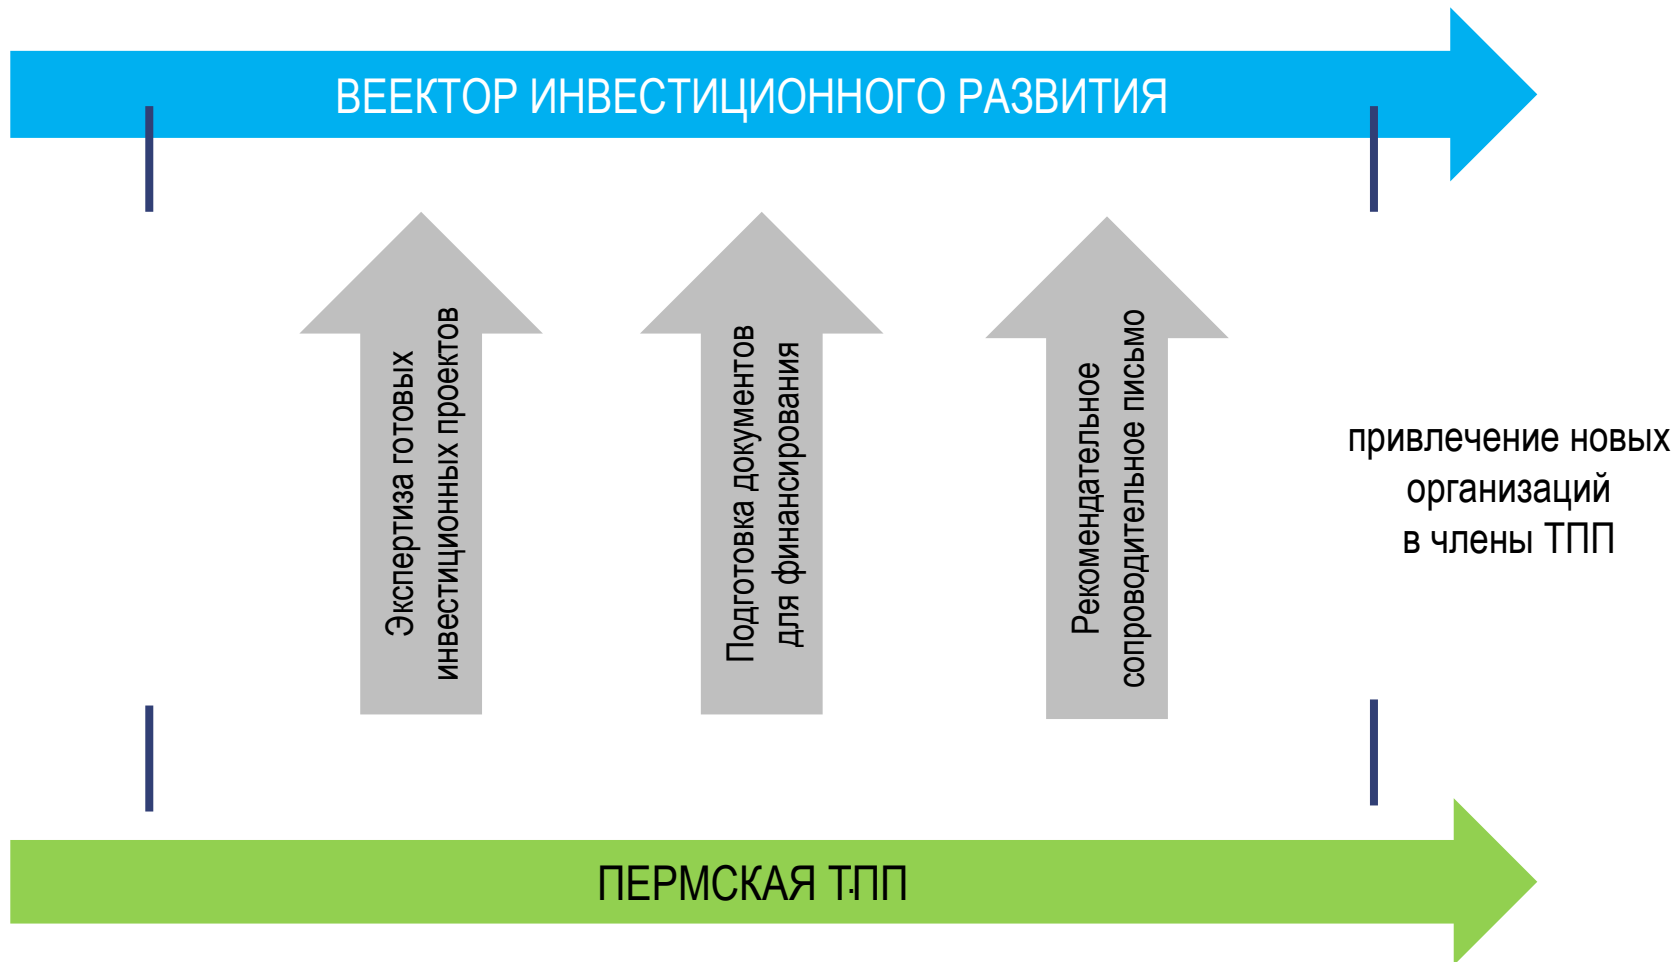 ВЕЕКТОР ИНВЕСТИЦИОННОГО РАЗВИТИЯ
Экспертиза готовых
инвестиционных проектов
Подготовка документов
для финансирования
Рекомендательное
сопроводительное письмо
привлечение новых
организаций
в члены ТПП
ПЕРМСКАЯ Т.ПП